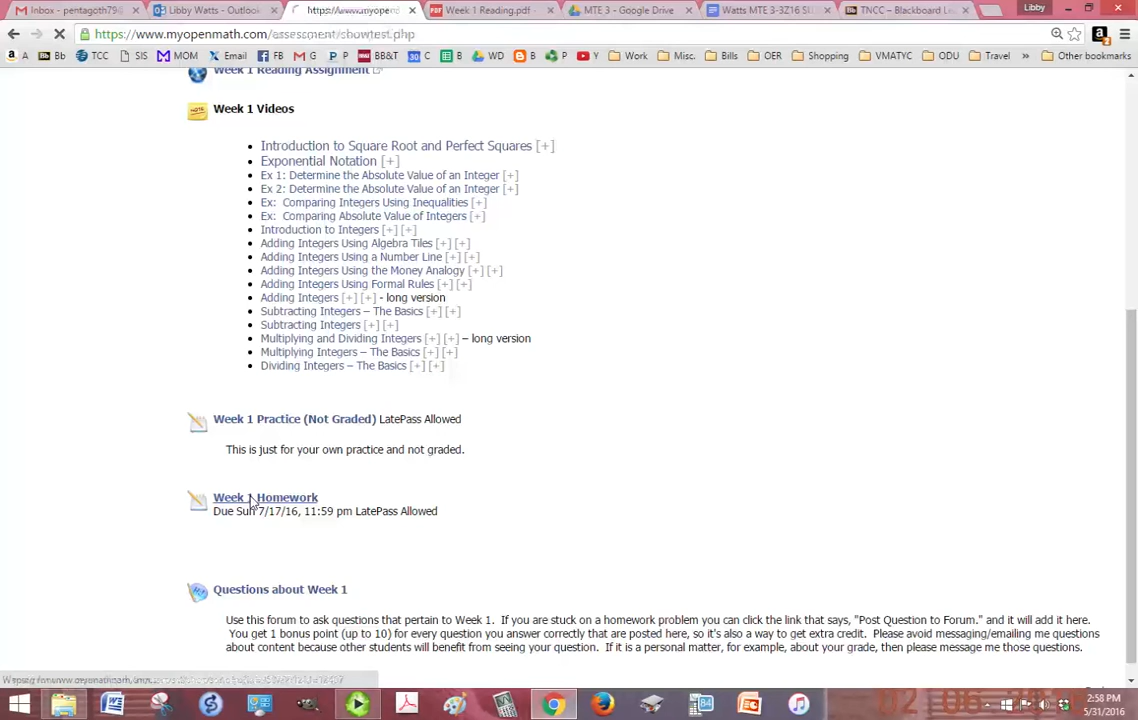 Inbox - pentagoth79
Libby Watts - Outlook
https://www.myopen
Week 1 Reading.pdf -
MTE 3 - Google Drive
Watts MTE 3-3Z16 SU
TNCC – Blackboard Le
Libby
https://www.myopenmath.com/assessment/showtest.php
A
Bb
TCC
SIS
MOM
Email
FB
G
P
BB&T
C
B
WD
B
P
Y
Work
Misc.
Bills
OER
Shopping
VMATYC
ODU
Travel
»
Other bookmarks
Week 1 Reading Assignment
NOTE
Week 1 Videos
• Introduction to Square Root and Perfect Squares [+]
• Exponential Notation [+]
• Ex 1: Determine the Absolute Value of an Integer [+]
• Ex 2: Determine the Absolute Value of an Integer [+]
• Ex: Comparing Integers Using Inequalities [+]
• Ex: Comparing Absolute Value of Integers [+]
• Introduction to Integers [+] [+]
• Adding Integers Using Algebra Tiles [+] [+]
• Adding Integers Using a Number Line [+] [+]
• Adding Integers Using the Money Analogy [+] [+]
• Adding Integers Using Formal Rules [+] [+]
• Adding Integers [+] [+] - long version
• Subtracting Integers – The Basics [+] [+]
• Subtracting Integers [+] [+]
• Multiplying and Dividing Integers [+] [+] – long version
• Multiplying Integers – The Basics [+] [+]
• Dividing Integers – The Basics [+] [+]
Week 1 Practice (Not Graded) LatePass Allowed
This is just for your own practice and not graded.
Week 1 Homework
Due Sun 7/17/16, 11:59 pm LatePass Allowed
Questions about Week 1
Use this forum to ask questions that pertain to Week 1. If you are stuck on a homework problem you can click the link that says, "Post Question to Forum." and it will add it here.
You get 1 bonus point (up to 10) for every question you answer correctly that are posted here, so it's also a way to get extra credit. Please avoid messaging/emailing me questions
about content because other students will benefit from seeing your question. If it is a personal matter, for example, about your grade, then please message me those questions.
2:58 PM
5/31/2016